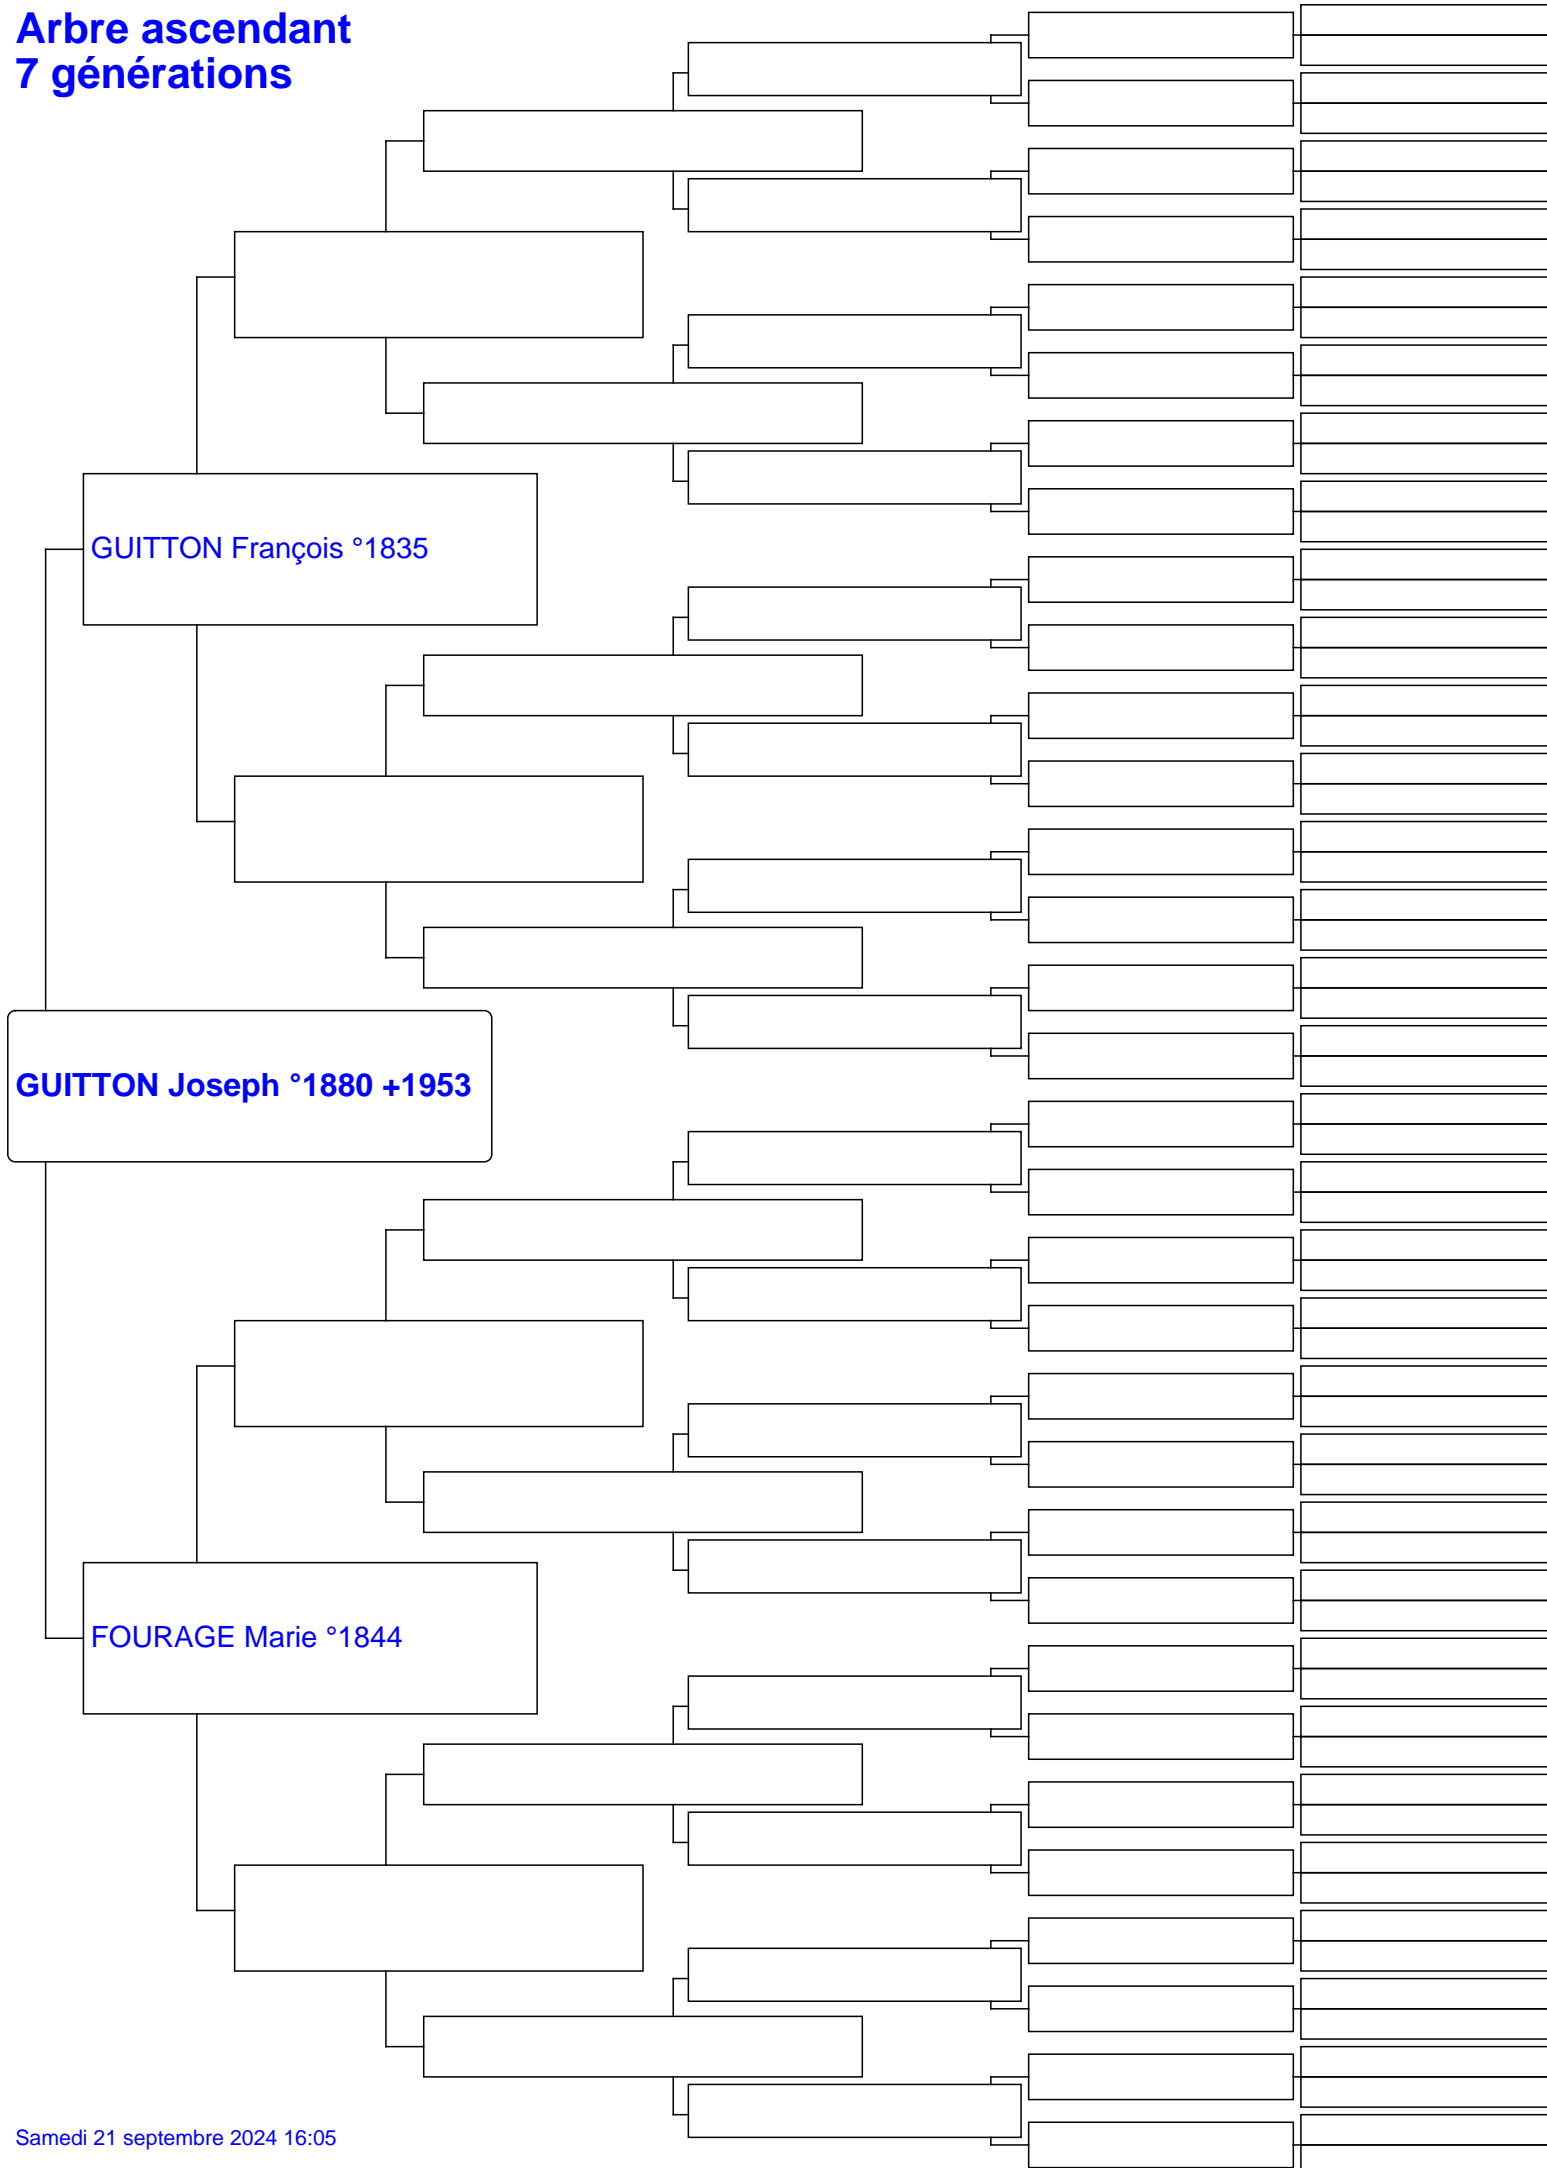 Arbre ascendant
7 générations
GUITTON François °1835
GUITTON Joseph °1880 +1953
FOURAGE Marie °1844
Samedi 21 septembre 2024 16:05